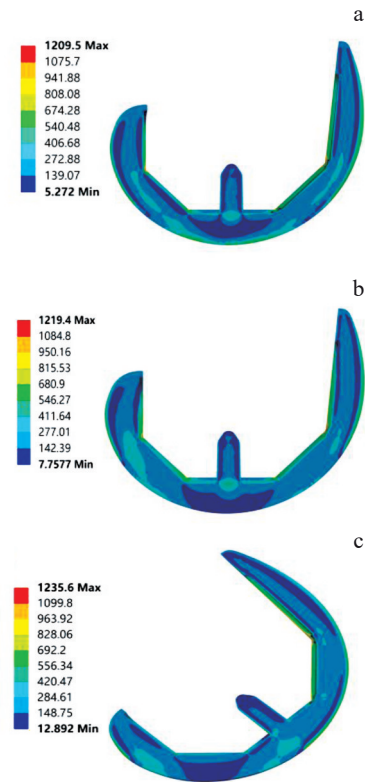 a
1209.5 Max
1075.7
941.88
808.08
674.28
540.48
406.68
272.88
139.07
5.272 Min
b
1219.4 Max
1084.8
950.16
815.53
680.9
546.27
411.64
277.01
142.39
7.7577 Min
c
1235.6 Max
1099.8
963.92
828.06
692.2
556.34
420.47
284.61
148.75
12.892 Min